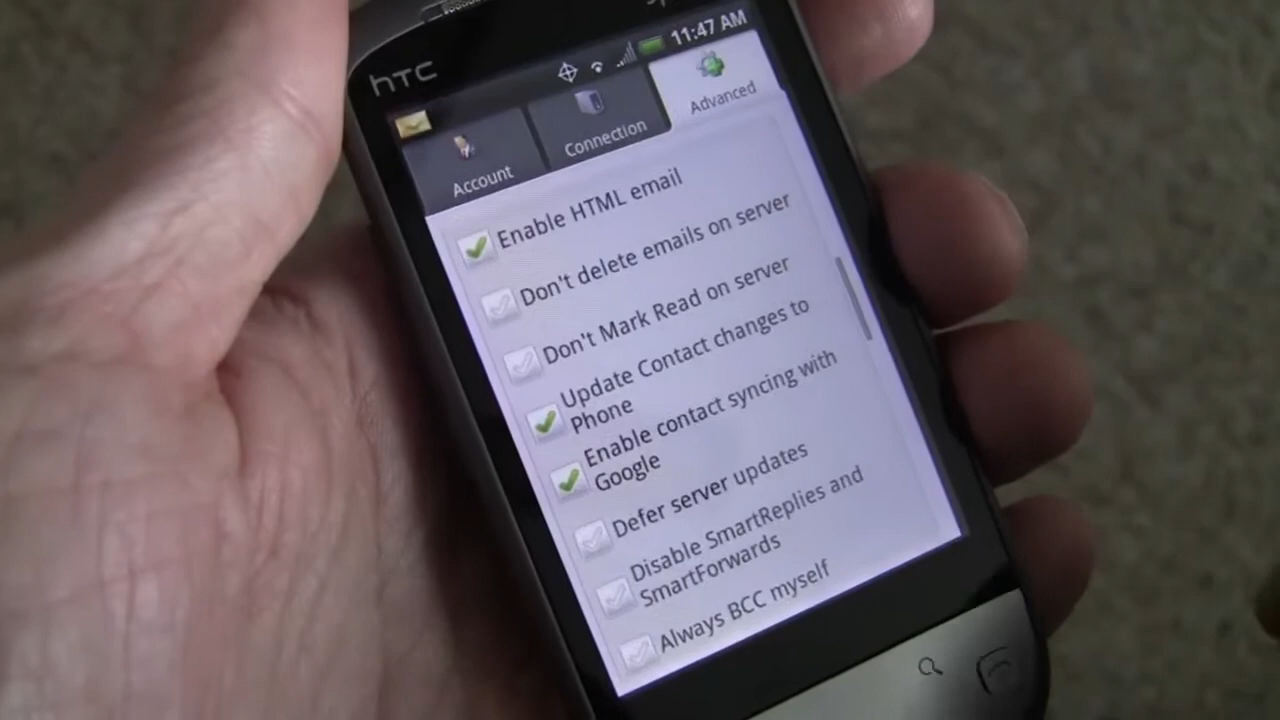 hTC
11:47 AM
Account
Connection
Advanced
Enable HTML email
Don't delete emails on server
Don't Mark Read on server
Update Contact changes to
Phone
Enable contact syncing with
Google
Defer server updates
Disable SmartReplies and
SmartForwards
Always BCC myself